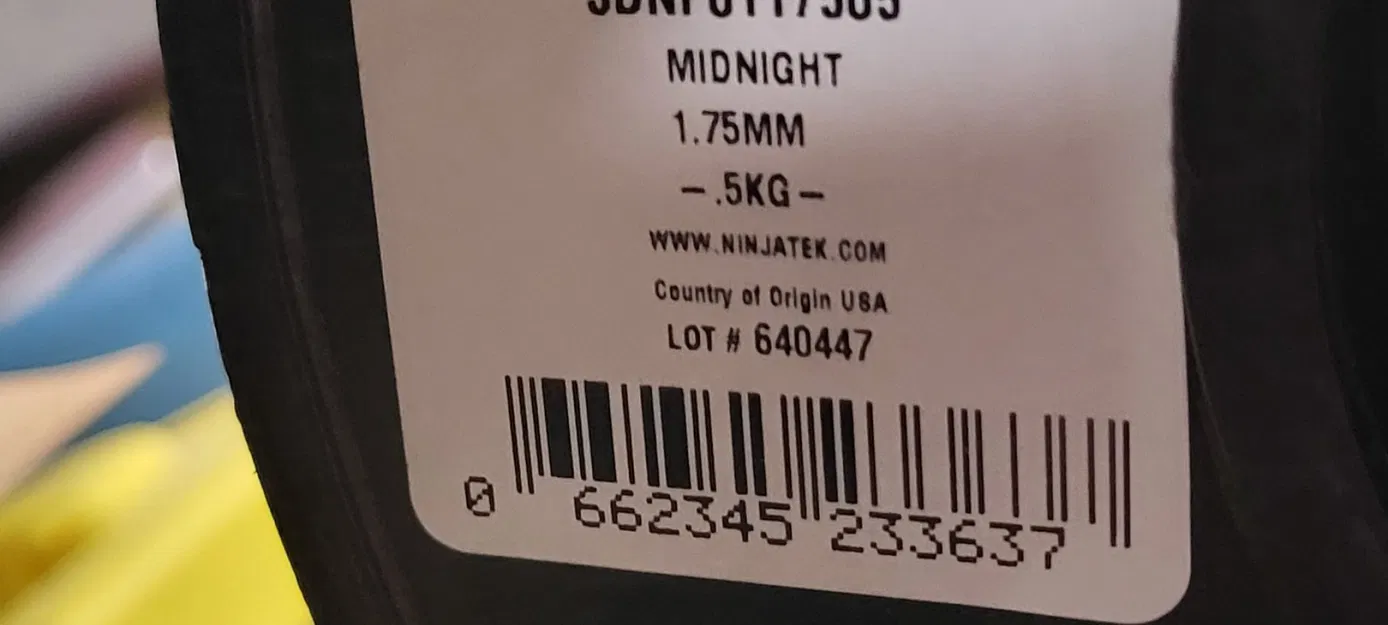 MIDNIGHT
1.75MM
– .5KG –
WWW.NINJATEK.COM
Country of Origin USA
LOT # 640447
0 662345 233637